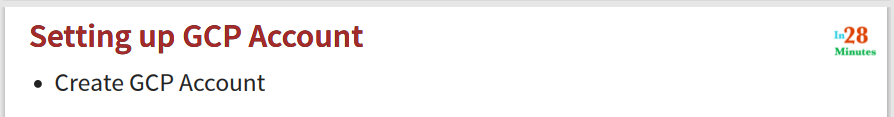 Setting up GCP Account
In28
Minutes
• Create GCP Account